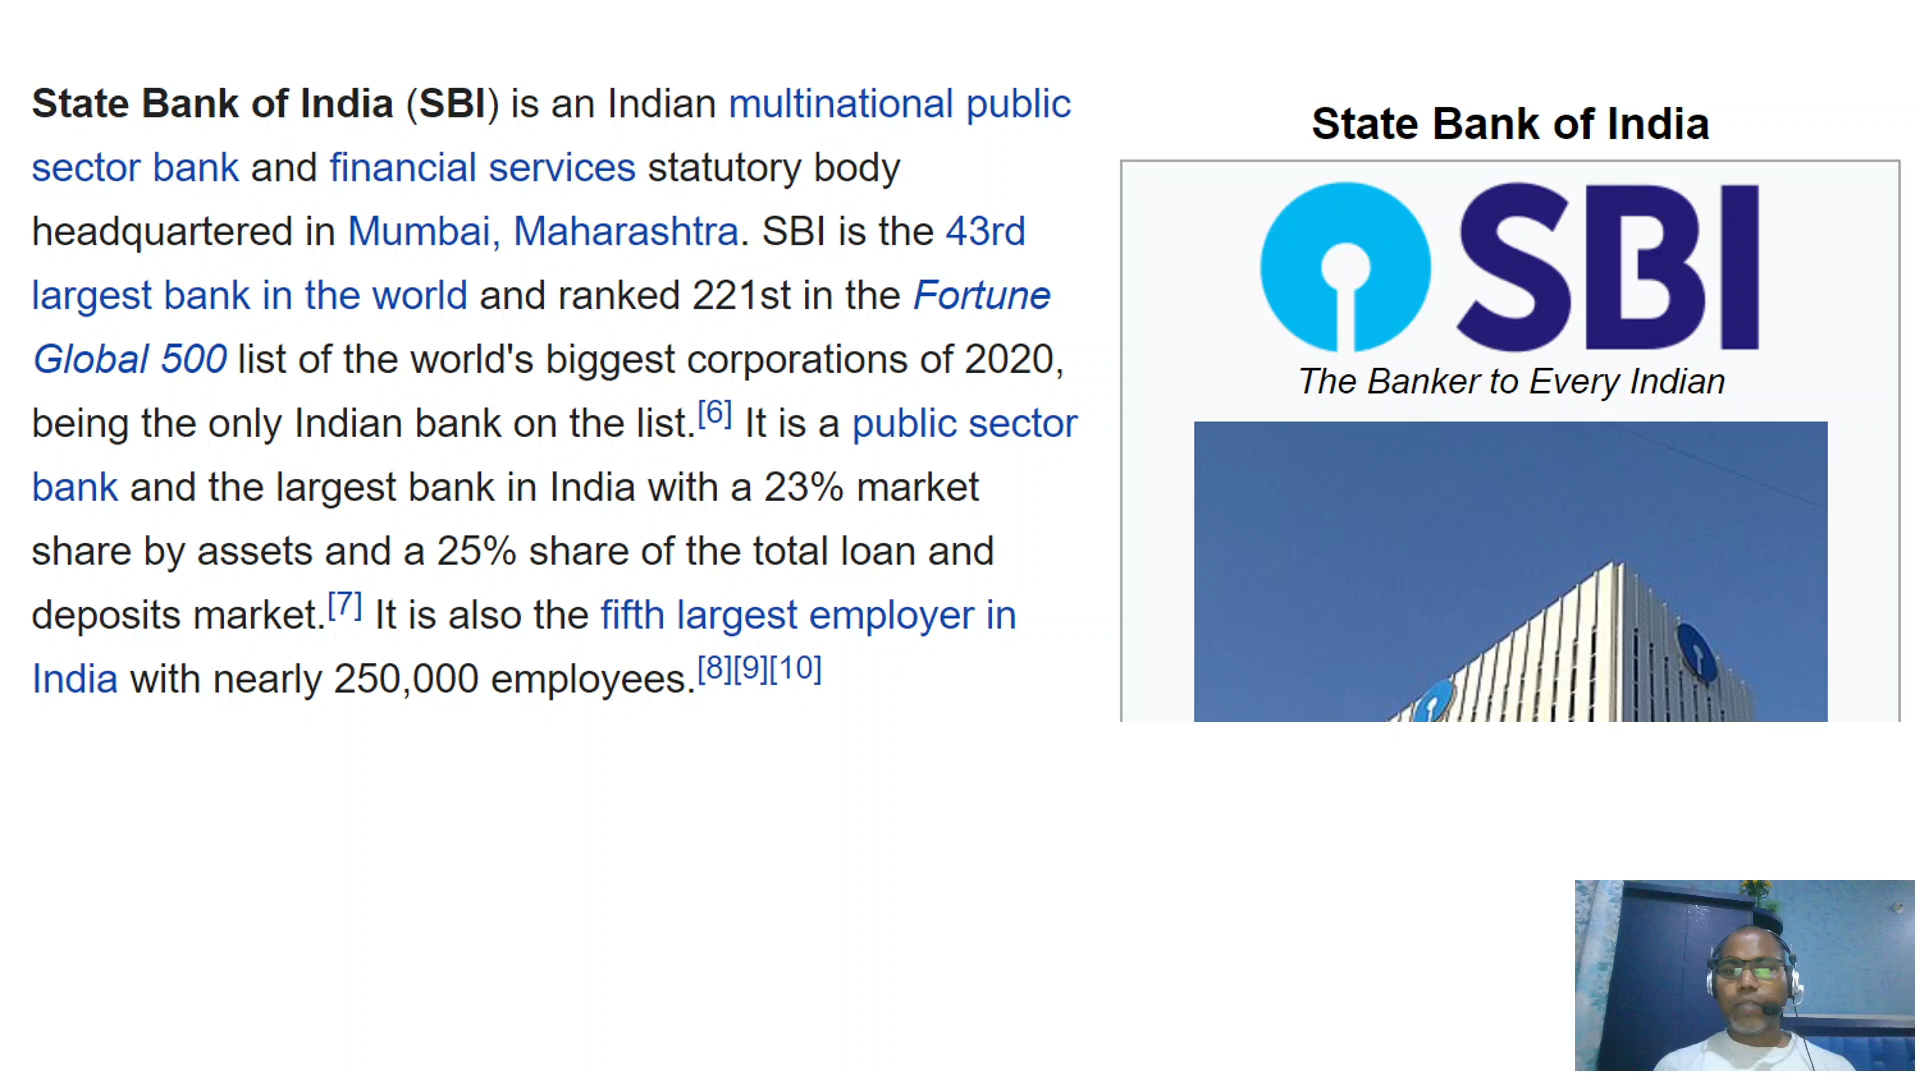 State Bank of India (SBI) is an Indian multinational public
sector bank and financial services statutory body
headquartered in Mumbai, Maharashtra. SBI is the 43rd
largest bank in the world and ranked 221st in the Fortune
Global 500 list of the world's biggest corporations of 2020,
being the only Indian bank on the list.[6] It is a public sector
bank and the largest bank in India with a 23% market
share by assets and a 25% share of the total loan and
deposits market.[7] It is also the fifth largest employer in
India with nearly 250,000 employees.[8][9][10]
State Bank of India
SBI
The Banker to Every Indian